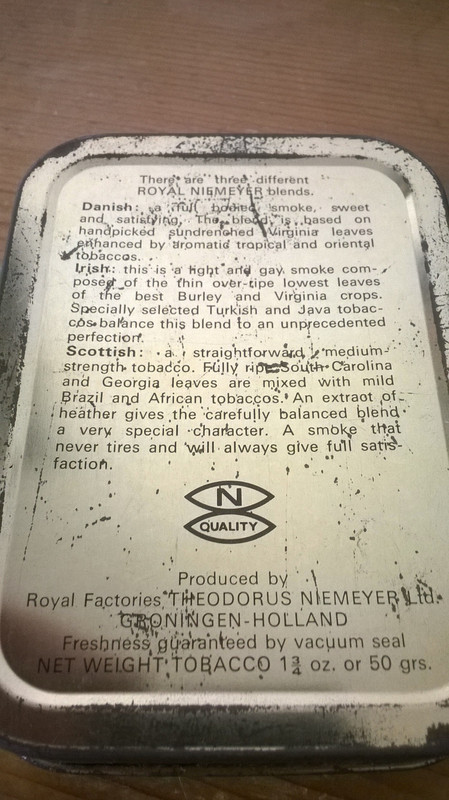 There are three different
ROYAL NIEMEYER blends.
Danish: a full bodied smoke, sweet
and satisfying. The blend is based on
handpicked sundrenched Virginia leaves
enhanced by aromatic tropical and oriental
tobaccos.
Irish: this is a light and gay smoke com-
posed of the thin over-ripe lowest leaves
of the best Burley and Virginia crops.
Specially selected Turkish and Java tobac-
cos balance this blend to an unprecedented
perfection.
Scottish: a straightforward, medium-
strength tobacco. Fully ripe South Carolina
and Georgia leaves are mixed with mild
Brazil and African tobaccos. An extract of
heather gives the carefully balanced blend
a very special character. A smoke that
never tires and will always give full satis-
faction.
N
QUALITY
Produced by
Royal Factories THEODORUS NIEMEYER Ltd.
GRONINGEN-HOLLAND
Freshness guaranteed by vacuum seal
NET WEIGHT TOBACCO 1¾ oz. or 50 grs.